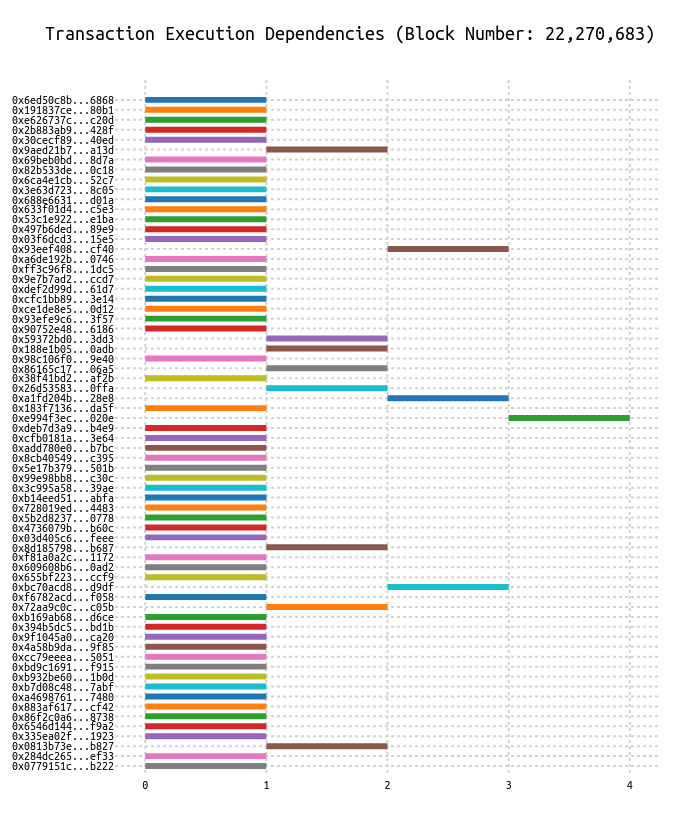 Transaction Execution Dependencies (Block Number: 22,270,683)
0x6ed50c8b...6868
0x191837ce...80b1
0xe626737c...c20d
0x2b883ab9...428f
0x30cecf89...40ed
0x9aed21b7...a13d
0x69beb0bd...8d7a
0x82b533de...0c18
0x6ca4e1cb...52c7
0x3e63d723...8c05
0x688e6631...d01a
0x633f01d4...c5e3
0x53c1e922...e1ba
0x497b6ded...89e9
0x03f6dcd3...15e5
0x93eef408...cf40
0xa6de192b...0746
0xff3c96f8...1dc5
0x9e7b7ad2...ccd7
0xdef2d99d...61d7
0xcfc1bb89...3e14
0xce1de8e5...0d12
0x93efe9c6...3f57
0x90752e48...6186
0x59372bd0...3dd3
0x188e1b05...0adb
0x98c106f0...9e40
0x86165c17...06a5
0x38f41bd2...af2b
0x26d53583...0ffa
0xa1fd204b...28e8
0x183f7136...da5f
0xe994f3ec...020e
0xdeb7d3a9...b4e9
0xcfb0181a...3e64
0xadd780e0...b7bc
0x8cb40549...c395
0x5e17b379...501b
0x99e98bb8...c30c
0x3c995a58...39ae
0xb14eed51...abfa
0x728019ed...4483
0x5b2d8237...0778
0x4736079b...b60c
0x03d405c6...feee
0x8d185798...b687
0xf81a0a2c...1172
0x609608b6...0ad2
0x655bf223...ccf9
0xbc70acd8...d9df
0xf6782acd...f058
0x72aa9c0c...c05b
0xb169ab68...d6ce
0x394b5dc5...bd1b
0x9f1045a0...ca20
0x4a58b9da...9f85
0xcc79eeea...5051
0xbd9c1691...f915
0xb932be60...1b0d
0xb7d08c48...7abf
0xa4698761...7480
0x883af617...cf42
0x86f2c0a6...8738
0x6546d144...f9a2
0x335ea02f...1923
0x0813b73e...b827
0x284dc265...ef33
0x0779151c...b222
0 1 2 3 4